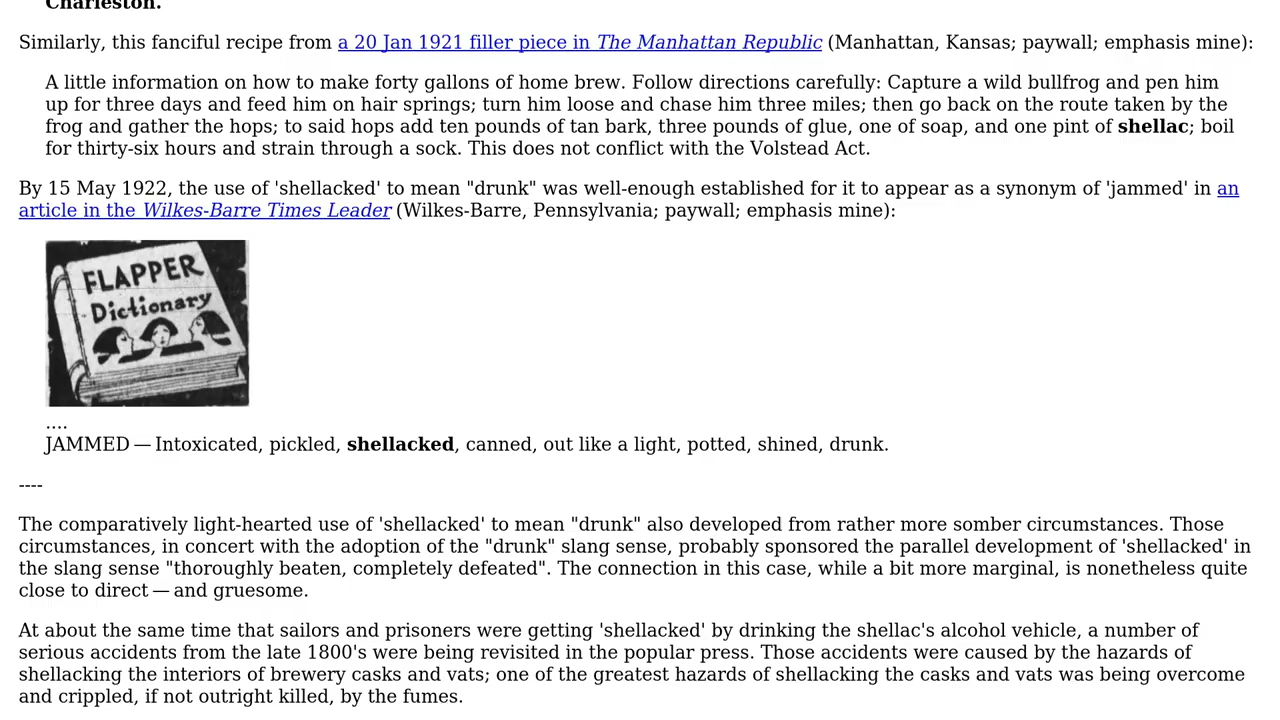 Charleston.
Similarly, this fanciful recipe from a 20 Jan 1921 filler piece in The Manhattan Republic (Manhattan, Kansas; paywall; emphasis mine):
A little information on how to make forty gallons of home brew. Follow directions carefully: Capture a wild bullfrog and pen him
up for three days and feed him on hair springs; turn him loose and chase him three miles; then go back on the route taken by the
frog and gather the hops; to said hops add ten pounds of tan bark, three pounds of glue, one of soap, and one pint of shellac; boil
for thirty-six hours and strain through a sock. This does not conflict with the Volstead Act.
By 15 May 1922, the use of 'shellacked' to mean "drunk" was well-enough established for it to appear as a synonym of 'jammed' in an
article in the Wilkes-Barre Times Leader (Wilkes-Barre, Pennsylvania; paywall; emphasis mine):
FLAPPER
Dictionary
....
JAMMED — Intoxicated, pickled, shellacked, canned, out like a light, potted, shined, drunk.
----
The comparatively light-hearted use of 'shellacked' to mean "drunk" also developed from rather more somber circumstances. Those
circumstances, in concert with the adoption of the "drunk" slang sense, probably sponsored the parallel development of 'shellacked' in
the slang sense "thoroughly beaten, completely defeated". The connection in this case, while a bit more marginal, is nonetheless quite
close to direct — and gruesome.
At about the same time that sailors and prisoners were getting 'shellacked' by drinking the shellac's alcohol vehicle, a number of
serious accidents from the late 1800's were being revisited in the popular press. Those accidents were caused by the hazards of
shellacking the interiors of brewery casks and vats; one of the greatest hazards of shellacking the casks and vats was being overcome
and crippled, if not outright killed, by the fumes.